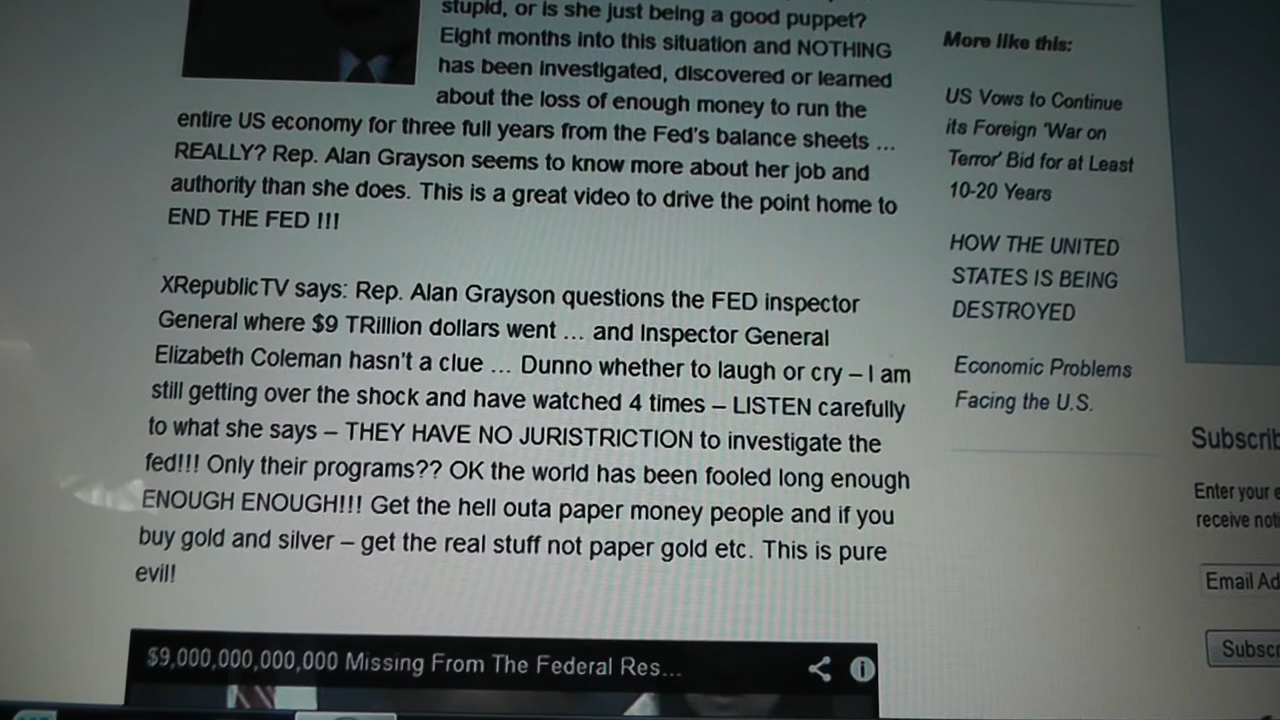 stupid, or is she just being a good puppet?
Eight months into this situation and NOTHING
has been investigated, discovered or learned
about the loss of enough money to run the
entire US economy for three full years from the Fed's balance sheets ...
REALLY? Rep. Alan Grayson seems to know more about her job and
authority than she does. This is a great video to drive the point home to
END THE FED !!!
XRepublicTV says: Rep. Alan Grayson questions the FED inspector
General where $9 TRillion dollars went ... and Inspector General
Elizabeth Coleman hasn't a clue ... Dunno whether to laugh or cry – I am
still getting over the shock and have watched 4 times – LISTEN carefully
to what she says – THEY HAVE NO JURISTRICTION to investigate the
fed!!! Only their programs?? OK the world has been fooled long enough
ENOUGH ENOUGH!!! Get the hell outa paper money people and if you
buy gold and silver – get the real stuff not paper gold etc. This is pure
evil!
$9,000,000,000,000 Missing From The Federal Res...
More like this:
US Vows to Continue
its Foreign 'War on
Terror' Bid for at Least
10-20 Years
HOW THE UNITED
STATES IS BEING
DESTROYED
Economic Problems
Facing the U.S.
Subscrib
Enter your e
receive noti
Email Ad
Subscr